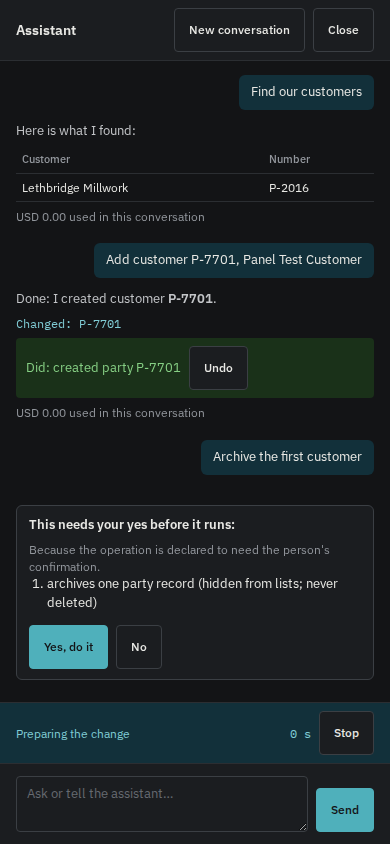 Assistant
New conversation
Close
Find our customers
Here is what I found:
Customer Number
Lethbridge Millwork P-2016
USD 0.00 used in this conversation
Add customer P-7701, Panel Test Customer
Done: I created customer P-7701.
Changed: P-7701
Did: created party P-7701
Undo
USD 0.00 used in this conversation
Archive the first customer
This needs your yes before it runs:
Because the operation is declared to need the person's
confirmation.
1. archives one party record (hidden from lists; never
deleted)
Yes, do it
No
Preparing the change
0 s
Stop
Ask or tell the assistant...
Send